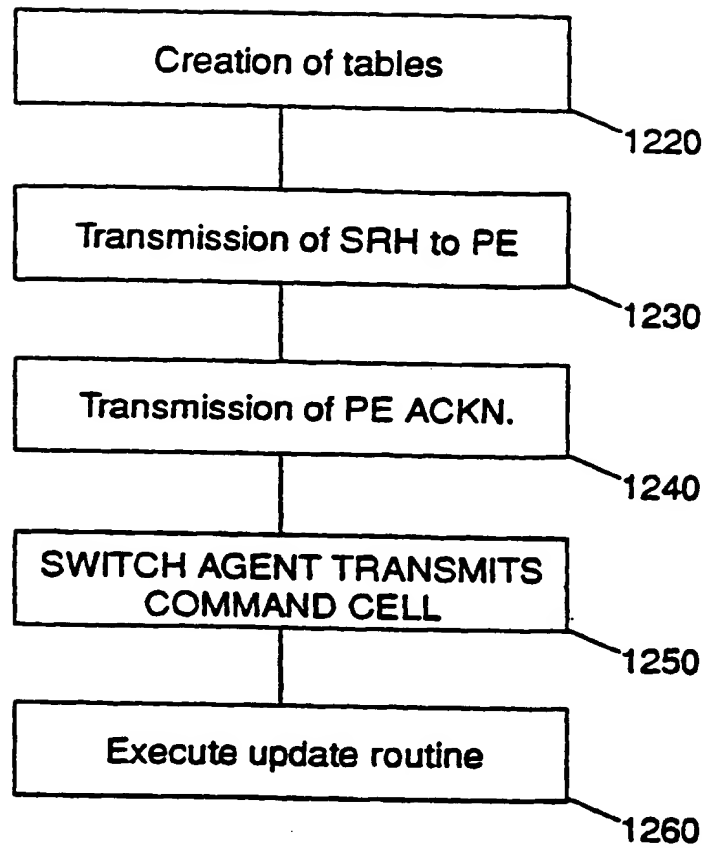 Creation of tables
1220
Transmission of SRH to PE
1230
Transmission of PE ACKN.
1240
SWITCH AGENT TRANSMITS
COMMAND CELL
1250
Execute update routine
1260